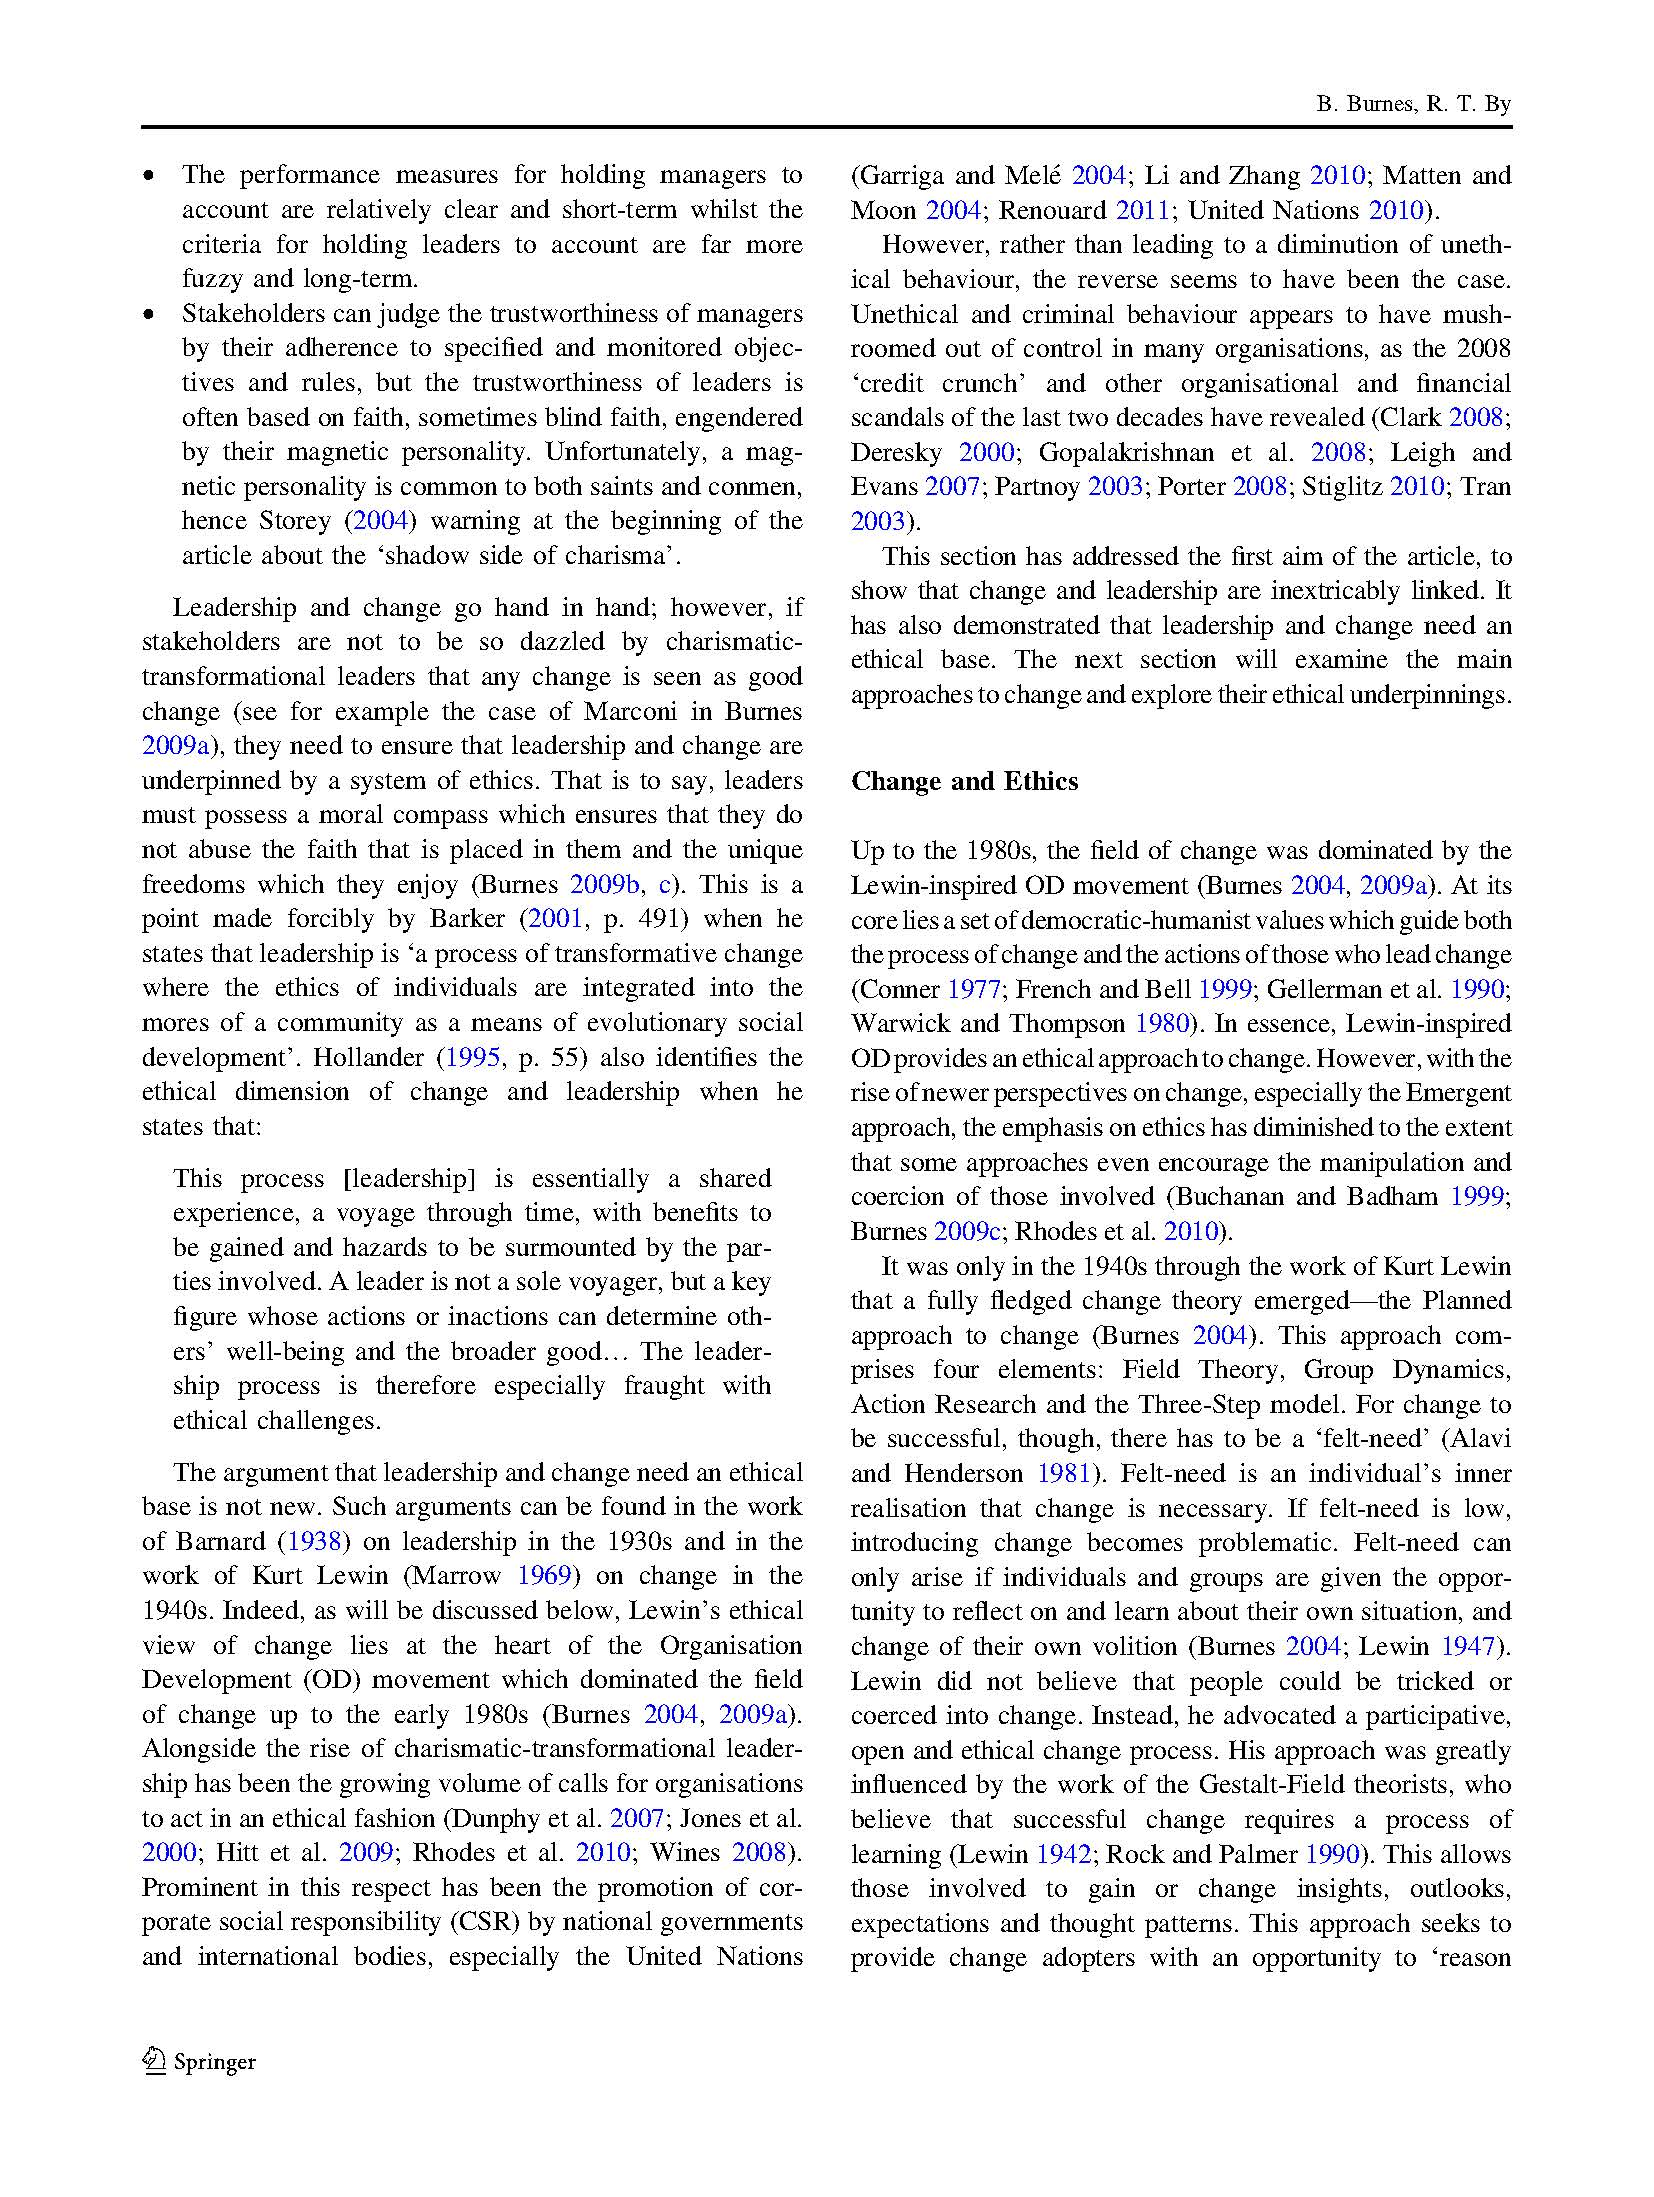 B. Burnes, R. T. By
• The performance measures for holding managers to
account are relatively clear and short-term whilst the
criteria for holding leaders to account are far more
fuzzy and long-term.
• Stakeholders can judge the trustworthiness of managers
by their adherence to specified and monitored objec-
tives and rules, but the trustworthiness of leaders is
often based on faith, sometimes blind faith, engendered
by their magnetic personality. Unfortunately, a mag-
netic personality is common to both saints and conmen,
hence Storey (2004) warning at the beginning of the
article about the ‘shadow side of charisma’.
Leadership and change go hand in hand; however, if
stakeholders are not to be so dazzled by charismatic-
transformational leaders that any change is seen as good
change (see for example the case of Marconi in Burnes
2009a), they need to ensure that leadership and change are
underpinned by a system of ethics. That is to say, leaders
must possess a moral compass which ensures that they do
not abuse the faith that is placed in them and the unique
freedoms which they enjoy (Burnes 2009b, c). This is a
point made forcibly by Barker (2001, p. 491) when he
states that leadership is ‘a process of transformative change
where the ethics of individuals are integrated into the
mores of a community as a means of evolutionary social
development’. Hollander (1995, p. 55) also identifies the
ethical dimension of change and leadership when he
states that:
This process [leadership] is essentially a shared
experience, a voyage through time, with benefits to
be gained and hazards to be surmounted by the par-
ties involved. A leader is not a sole voyager, but a key
figure whose actions or inactions can determine oth-
ers’ well-being and the broader good… The leader-
ship process is therefore especially fraught with
ethical challenges.
The argument that leadership and change need an ethical
base is not new. Such arguments can be found in the work
of Barnard (1938) on leadership in the 1930s and in the
work of Kurt Lewin (Marrow 1969) on change in the
1940s. Indeed, as will be discussed below, Lewin’s ethical
view of change lies at the heart of the Organisation
Development (OD) movement which dominated the field
of change up to the early 1980s (Burnes 2004, 2009a).
Alongside the rise of charismatic-transformational leader-
ship has been the growing volume of calls for organisations
to act in an ethical fashion (Dunphy et al. 2007; Jones et al.
2000; Hitt et al. 2009; Rhodes et al. 2010; Wines 2008).
Prominent in this respect has been the promotion of cor-
porate social responsibility (CSR) by national governments
and international bodies, especially the United Nations
(Garriga and Melé 2004; Li and Zhang 2010; Matten and
Moon 2004; Renouard 2011; United Nations 2010).
However, rather than leading to a diminution of uneth-
ical behaviour, the reverse seems to have been the case.
Unethical and criminal behaviour appears to have mush-
roomed out of control in many organisations, as the 2008
‘credit crunch’ and other organisational and financial
scandals of the last two decades have revealed (Clark 2008;
Deresky 2000; Gopalakrishnan et al. 2008; Leigh and
Evans 2007; Partnoy 2003; Porter 2008; Stiglitz 2010; Tran
2003).
This section has addressed the first aim of the article, to
show that change and leadership are inextricably linked. It
has also demonstrated that leadership and change need an
ethical base. The next section will examine the main
approaches to change and explore their ethical underpinnings.
Change and Ethics
Up to the 1980s, the field of change was dominated by the
Lewin-inspired OD movement (Burnes 2004, 2009a). At its
core lies a set of democratic-humanist values which guide both
the process of change and the actions of those who lead change
(Conner 1977; French and Bell 1999; Gellerman et al. 1990;
Warwick and Thompson 1980). In essence, Lewin-inspired
OD provides an ethical approach to change. However, with the
rise of newer perspectives on change, especially the Emergent
approach, the emphasis on ethics has diminished to the extent
that some approaches even encourage the manipulation and
coercion of those involved (Buchanan and Badham 1999;
Burnes 2009c; Rhodes et al. 2010).
It was only in the 1940s through the work of Kurt Lewin
that a fully fledged change theory emerged—the Planned
approach to change (Burnes 2004). This approach com-
prises four elements: Field Theory, Group Dynamics,
Action Research and the Three-Step model. For change to
be successful, though, there has to be a ‘felt-need’ (Alavi
and Henderson 1981). Felt-need is an individual’s inner
realisation that change is necessary. If felt-need is low,
introducing change becomes problematic. Felt-need can
only arise if individuals and groups are given the oppor-
tunity to reflect on and learn about their own situation, and
change of their own volition (Burnes 2004; Lewin 1947).
Lewin did not believe that people could be tricked or
coerced into change. Instead, he advocated a participative,
open and ethical change process. His approach was greatly
influenced by the work of the Gestalt-Field theorists, who
believe that successful change requires a process of
learning (Lewin 1942; Rock and Palmer 1990). This allows
those involved to gain or change insights, outlooks,
expectations and thought patterns. This approach seeks to
provide change adopters with an opportunity to ‘reason
Springer